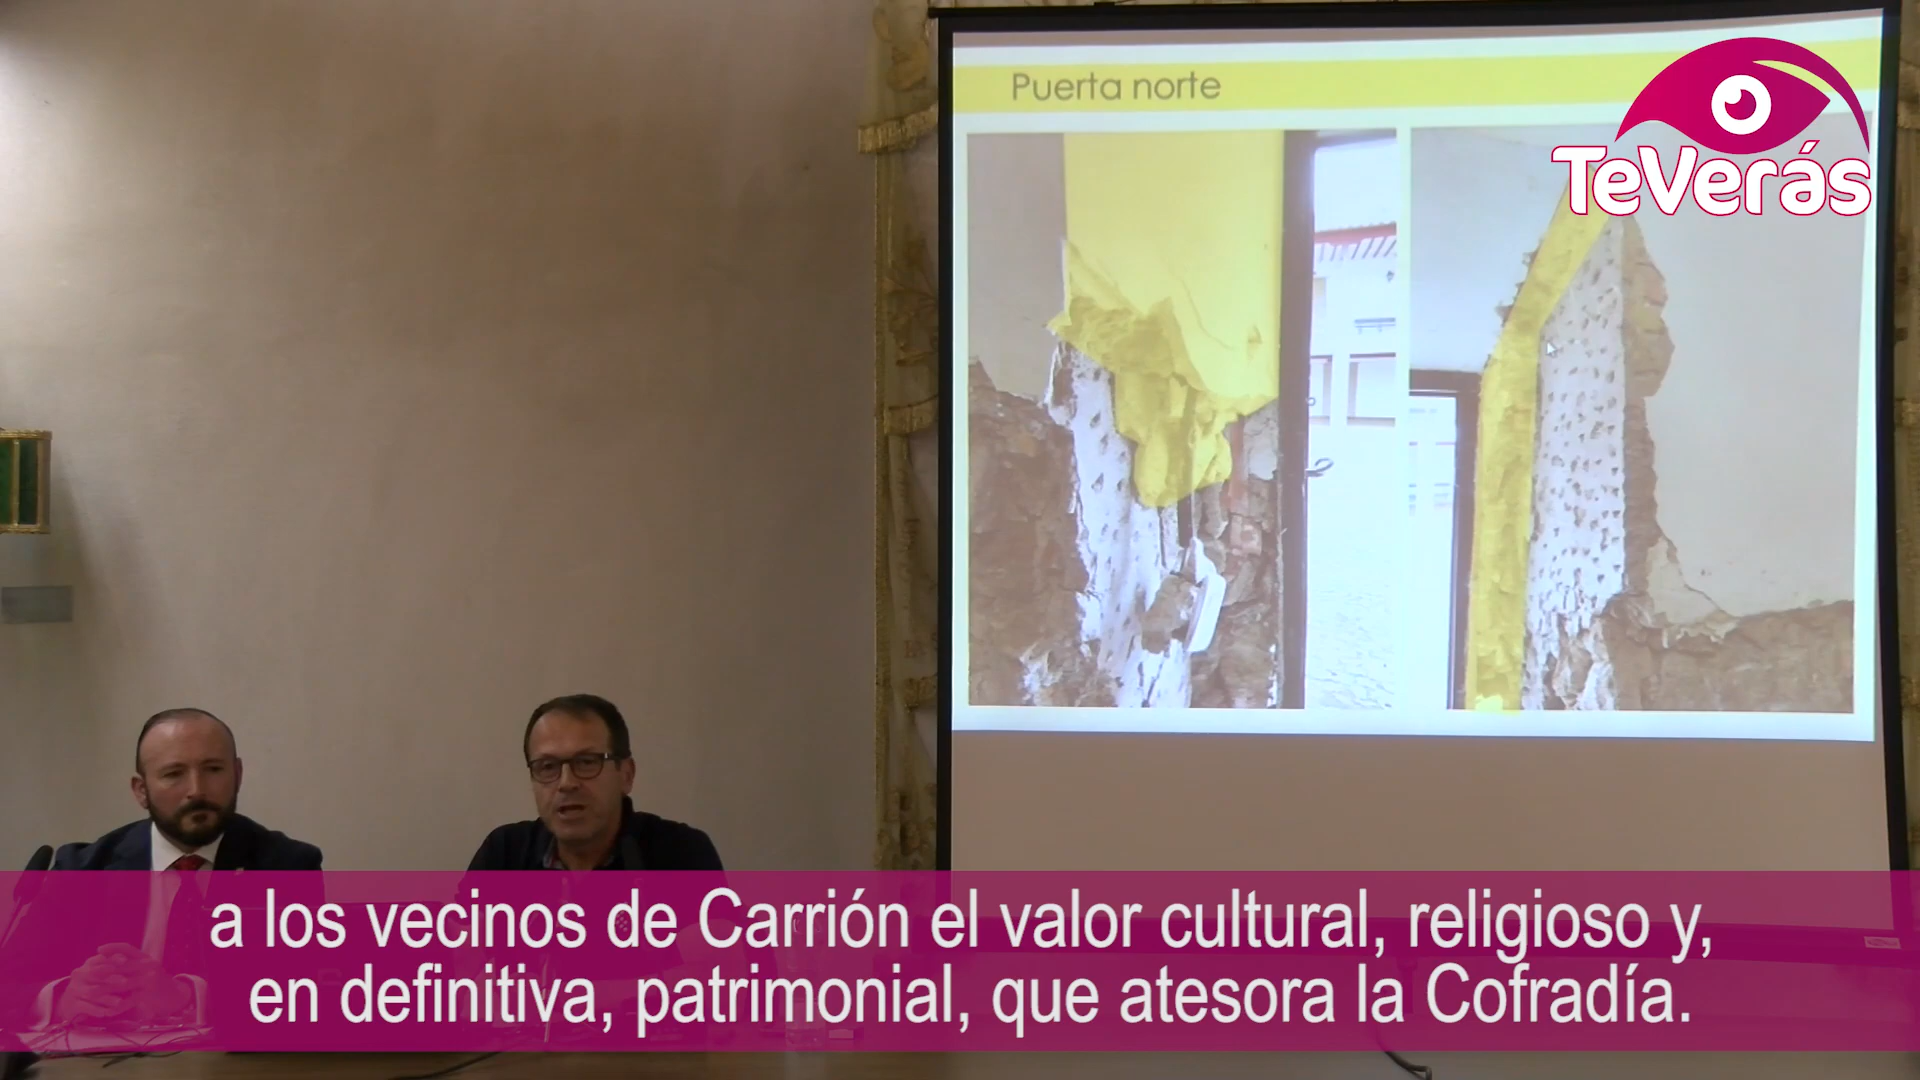 Puerta norte
TeVerás
a los vecinos de Carrión el valor cultural, religioso y,
en definitiva, patrimonial, que atesora la Cofradía.